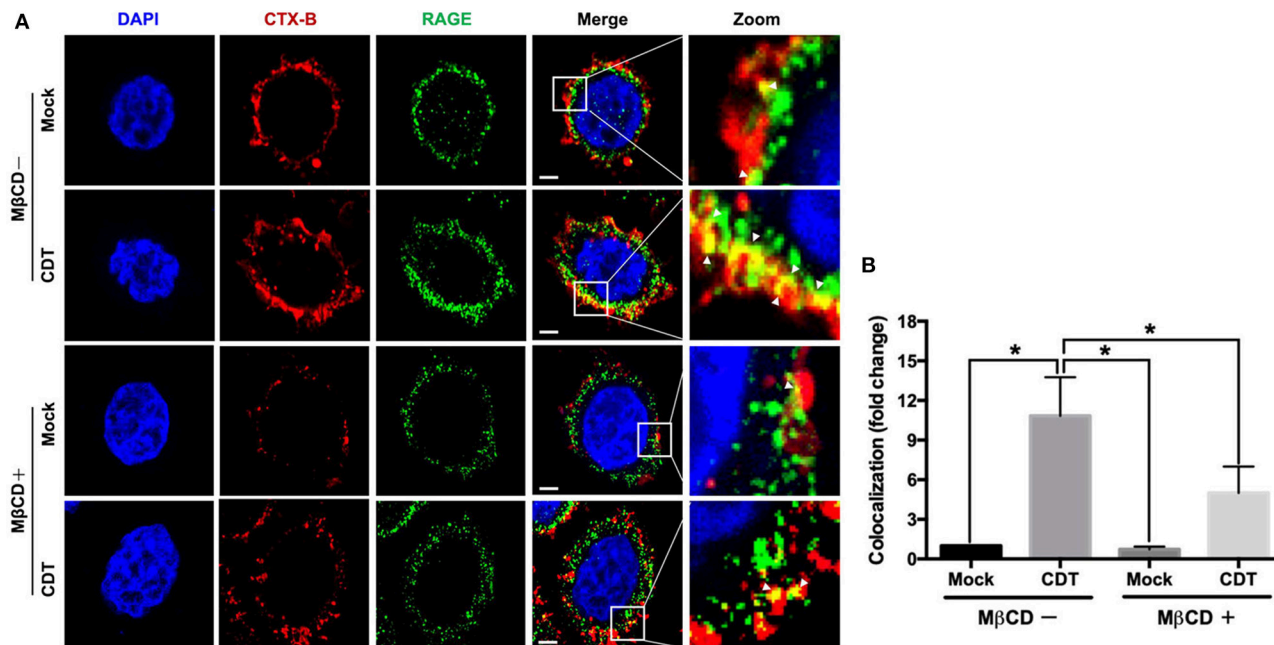 A
DAPI CTX-B RAGE Merge Zoom
MβCD −
Mock
CDT
MβCD +
Mock
CDT
B
Colocalization (fold change)
18
15
12
9
6
3
0
* * *
Mock CDT Mock CDT
MβCD − MβCD +